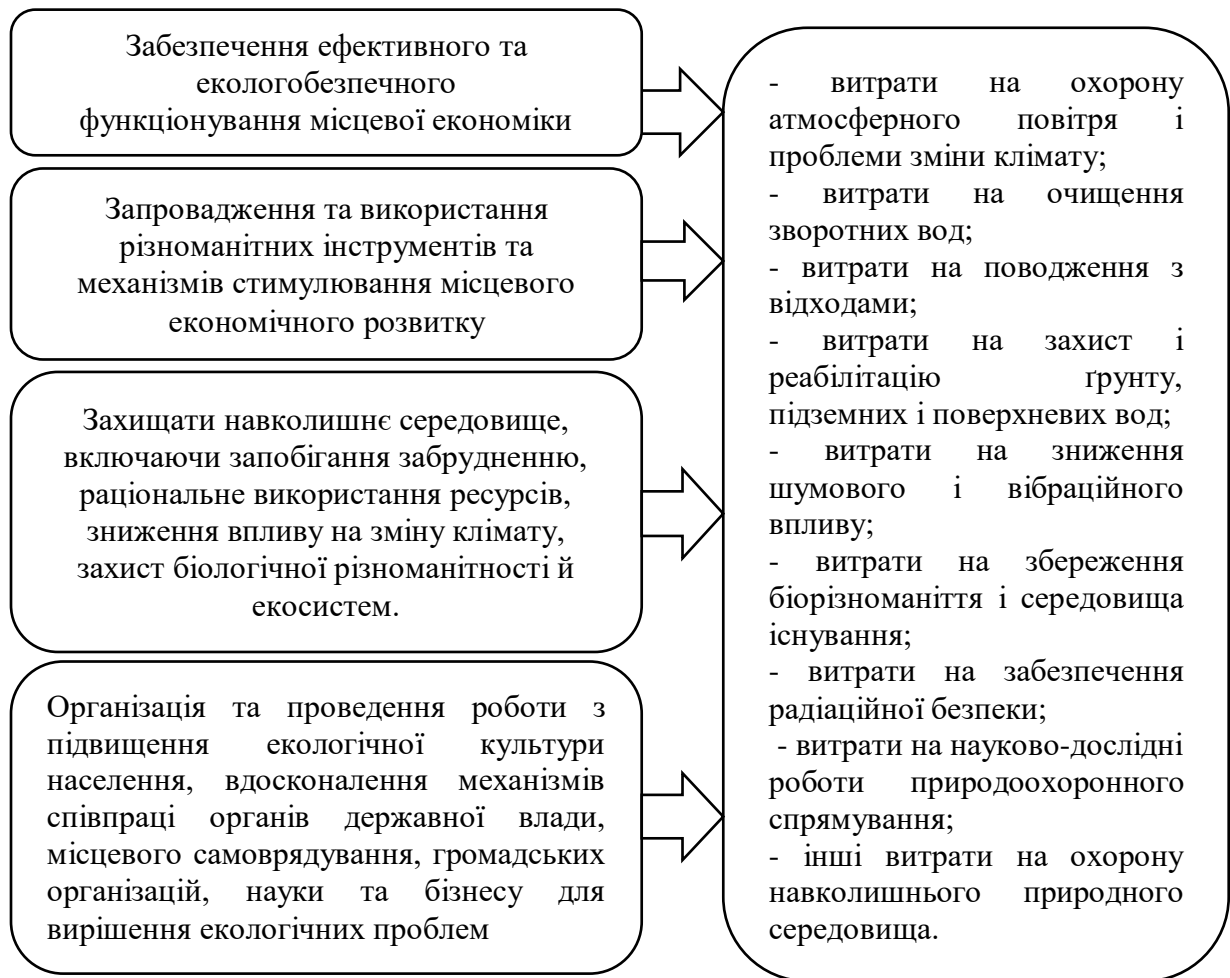 Забезпечення ефективного та
екологобезпечного
функціонування місцевої економіки
Запровадження та використання
різноманітних інструментів та
механізмів стимулювання місцевого
економічного розвитку
Захищати навколишнє середовище,
включаючи запобігання забрудненню,
раціональне використання ресурсів,
зниження впливу на зміну клімату,
захист біологічної різноманітності й
екосистем.
Організація та проведення роботи з
підвищення екологічної культури
населення, вдосконалення механізмів
співпраці органів державної влади,
місцевого самоврядування, громадських
організацій, науки та бізнесу для
вирішення екологічних проблем
- витрати на охорону
атмосферного повітря і
проблеми зміни клімату;
- витрати на очищення
зворотних вод;
- витрати на поводження з
відходами;
- витрати на захист і
реабілітацію ґрунту,
підземних і поверхневих вод;
- витрати на зниження
шумового і вібраційного
впливу;
- витрати на збереження
біорізноманіття і середовища
існування;
- витрати на забезпечення
радіаційної безпеки;
- витрати на науково-дослідні
роботи природоохоронного
спрямування;
- інші витрати на охорону
навколишнього природного
середовища.